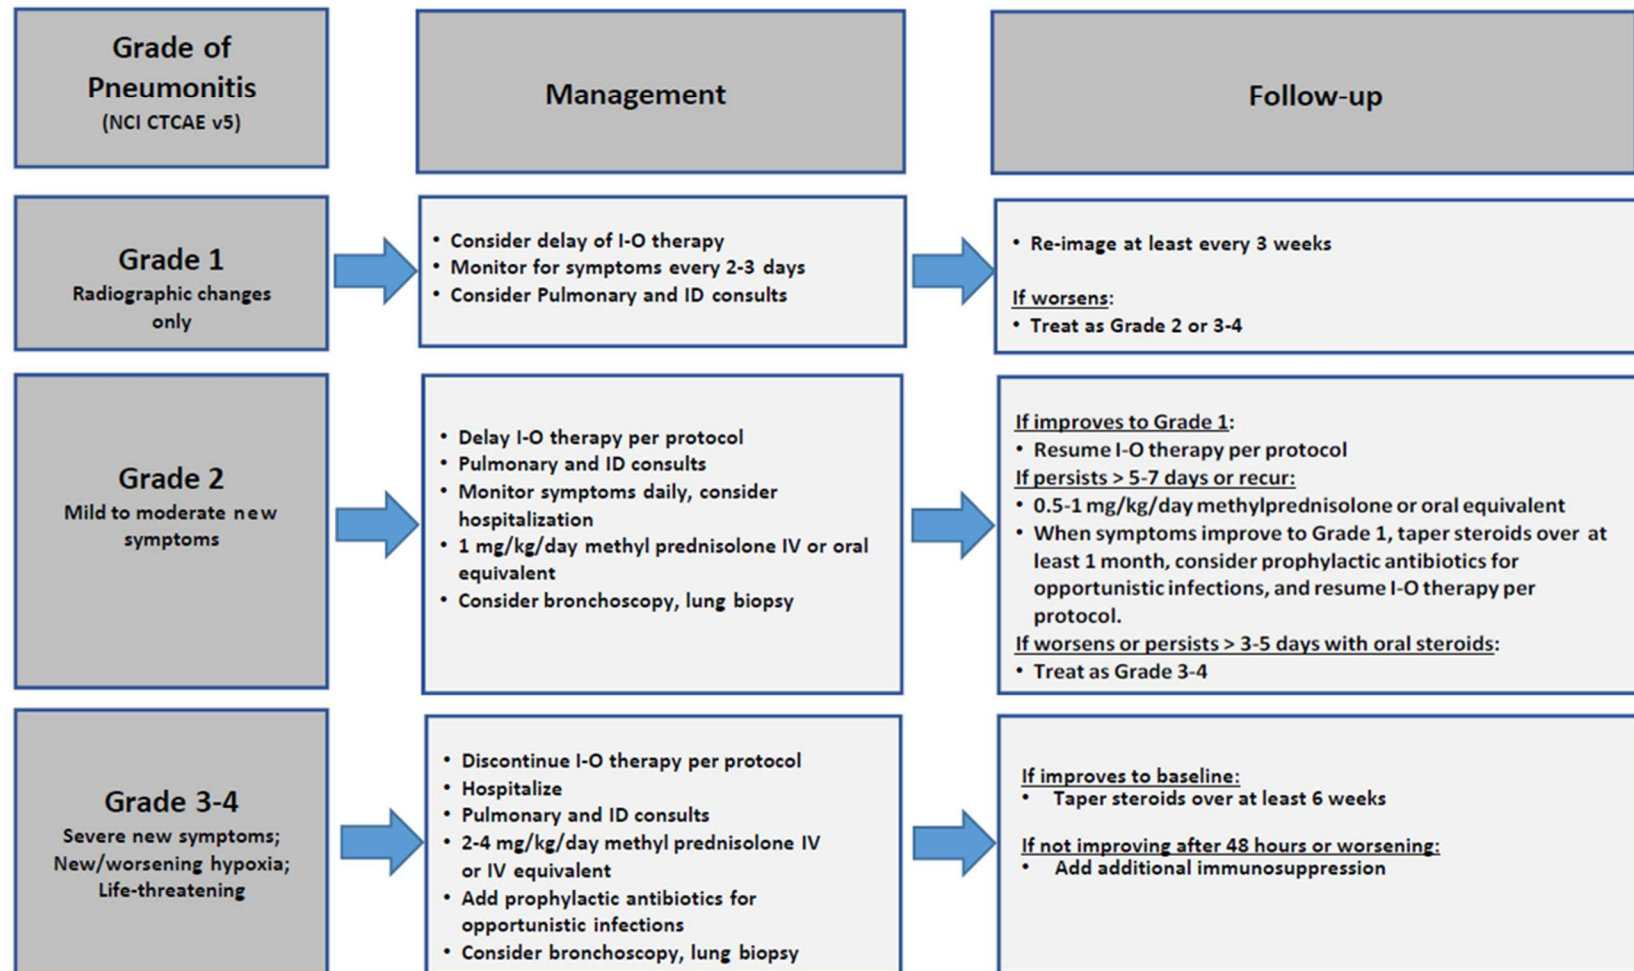 Grade of
Pneumonitis
(NCI CTCAE v5)
Management
Follow-up
Grade 1
Radiographic changes
only
• Consider delay of I-O therapy
• Monitor for symptoms every 2-3 days
• Consider Pulmonary and ID consults
• Re-image at least every 3 weeks
If worsens:
• Treat as Grade 2 or 3-4
Grade 2
Mild to moderate new
symptoms
• Delay I-O therapy per protocol
• Pulmonary and ID consults
• Monitor symptoms daily, consider
hospitalization
• 1 mg/kg/day methyl prednisolone IV or oral
equivalent
• Consider bronchoscopy, lung biopsy
If improves to Grade 1:
• Resume I-O therapy per protocol
If persists > 5-7 days or recur:
• 0.5-1 mg/kg/day methylprednisolone or oral equivalent
• When symptoms improve to Grade 1, taper steroids over at
least 1 month, consider prophylactic antibiotics for
opportunistic infections, and resume I-O therapy per
protocol.
If worsens or persists > 3-5 days with oral steroids:
• Treat as Grade 3-4
Grade 3-4
Severe new symptoms;
New/worsening hypoxia;
Life-threatening
• Discontinue I-O therapy per protocol
• Hospitalize
• Pulmonary and ID consults
• 2-4 mg/kg/day methyl prednisolone IV
or IV equivalent
• Add prophylactic antibiotics for
opportunistic infections
• Consider bronchoscopy, lung biopsy
If improves to baseline:
• Taper steroids over at least 6 weeks
If not improving after 48 hours or worsening:
• Add additional immunosuppression